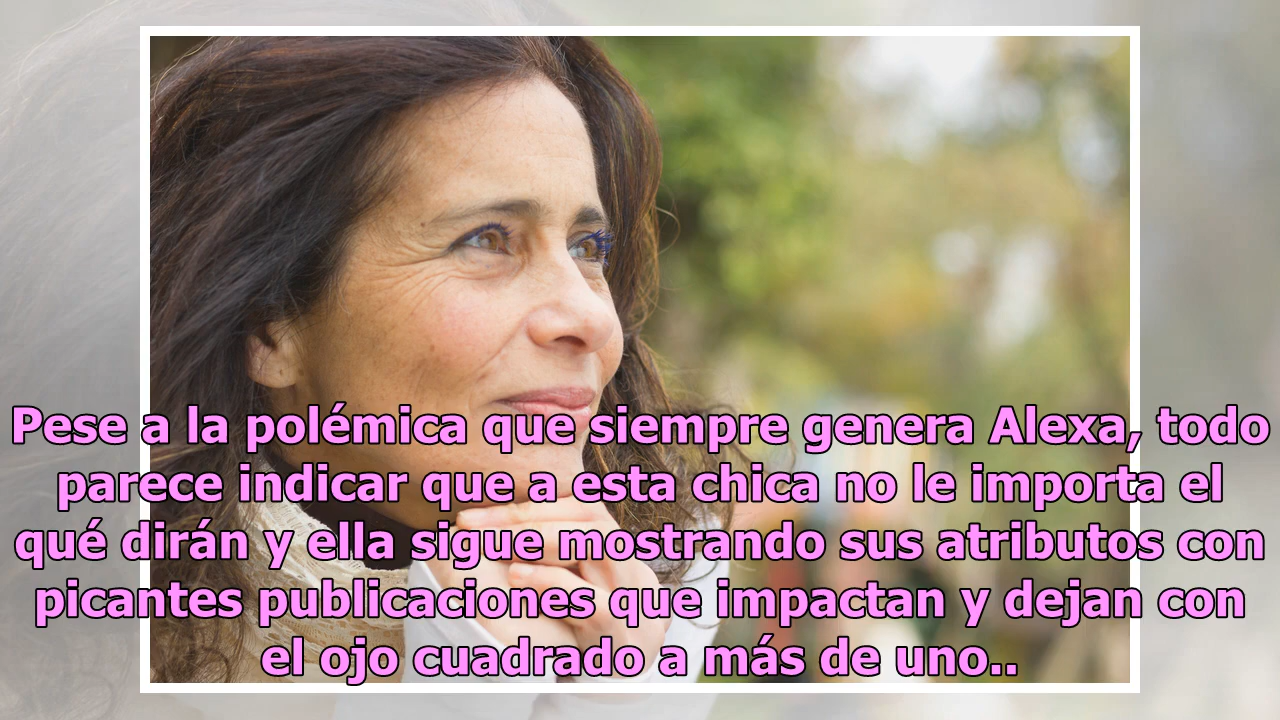 Pese a la polémica que siempre genera Alexa, todo
parece indicar que a esta chica no le importa el
qué dirán y ella sigue mostrando sus atributos con
picantes publicaciones que impactan y dejan con
el ojo cuadrado a más de uno..